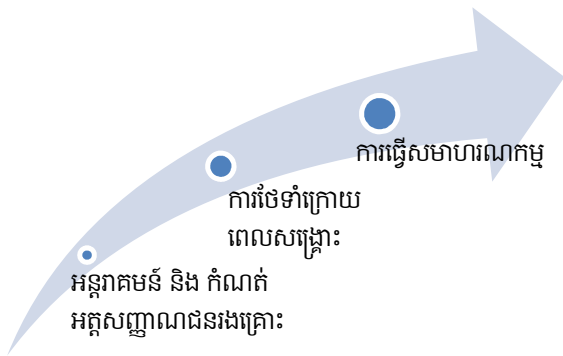 ការធ្វើសមាហរណកម្ម
ការថែទាំក្រោយ
ពេលសង្គ្រោះ
អន្តរាគមន៍ និង កំណត់
អត្តសញ្ញាណជនរងគ្រោះ